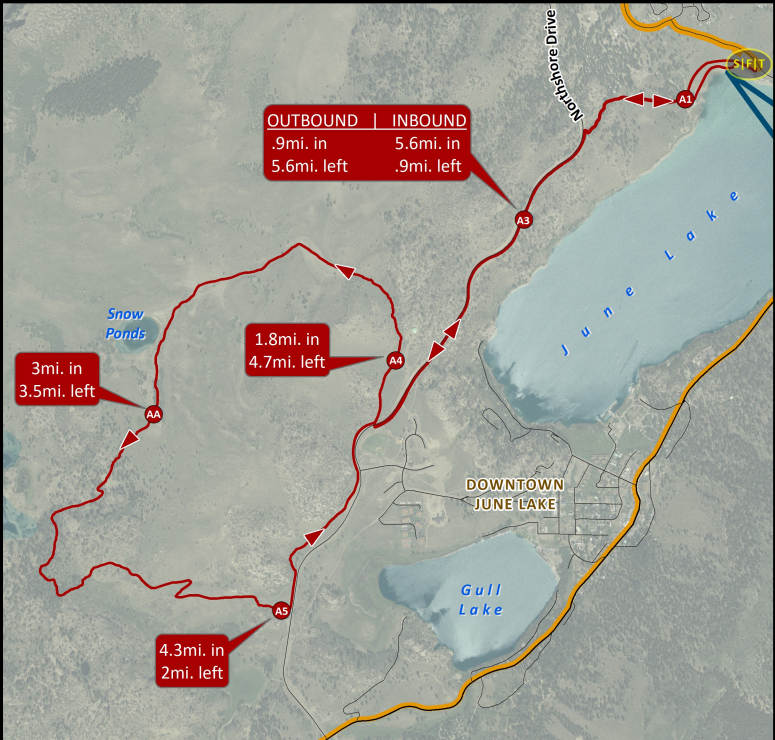 Northshore Drive
S|F|T
A1
OUTBOUND | INBOUND
.9mi. in 5.6mi. in
5.6mi. left .9mi. left
A3
June Lake
Snow
Ponds
1.8mi. in
4.7mi. left
A4
3mi. in
3.5mi. left
AA
DOWNTOWN
JUNE LAKE
Gull
Lake
A5
4.3mi. in
2mi. left